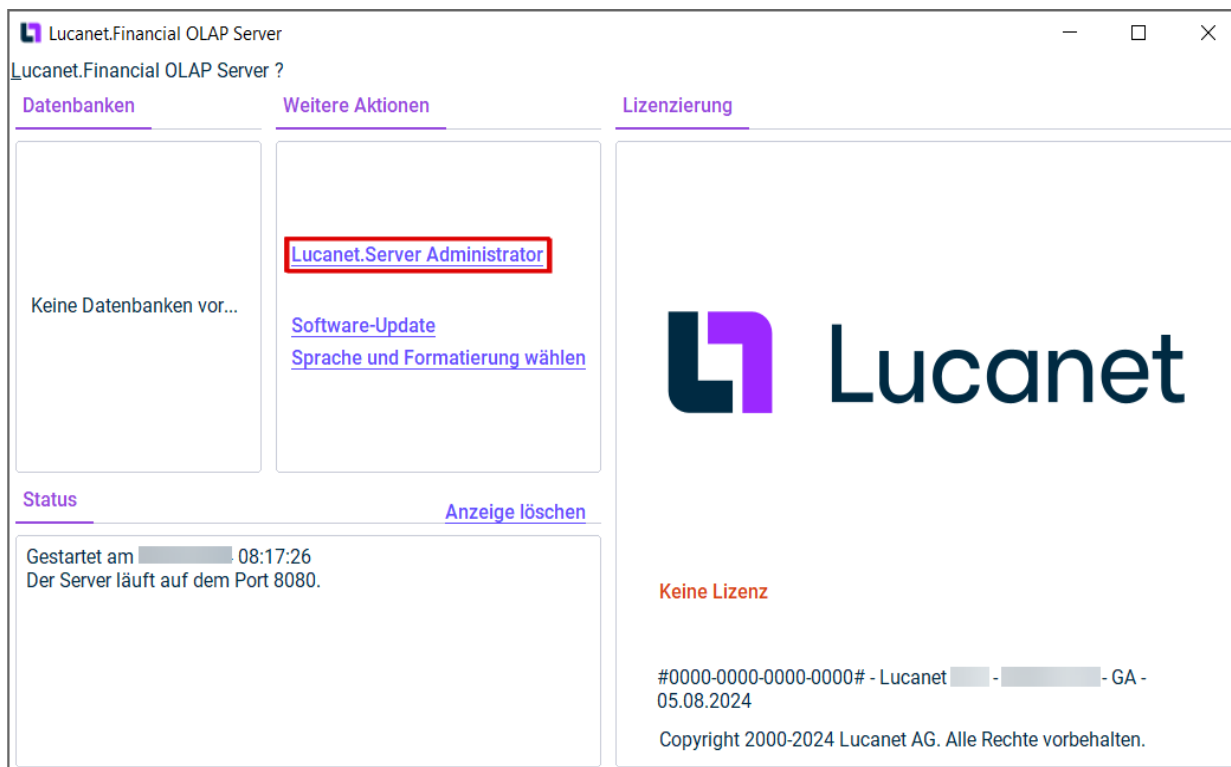 Lucanet.Financial OLAP Server
Lucanet.Financial OLAP Server ?
Datenbanken
Keine Datenbanken vor...
Weitere Aktionen
Lucanet.Server Administrator
Software-Update
Sprache und Formatierung wählen
Status
Anzeige löschen
Gestartet am 08:17:26
Der Server läuft auf dem Port 8080.
Lizenzierung
Lucanet
Keine Lizenz
#0000-0000-0000-0000# - Lucanet - - GA -
05.08.2024
Copyright 2000-2024 Lucanet AG. Alle Rechte vorbehalten.